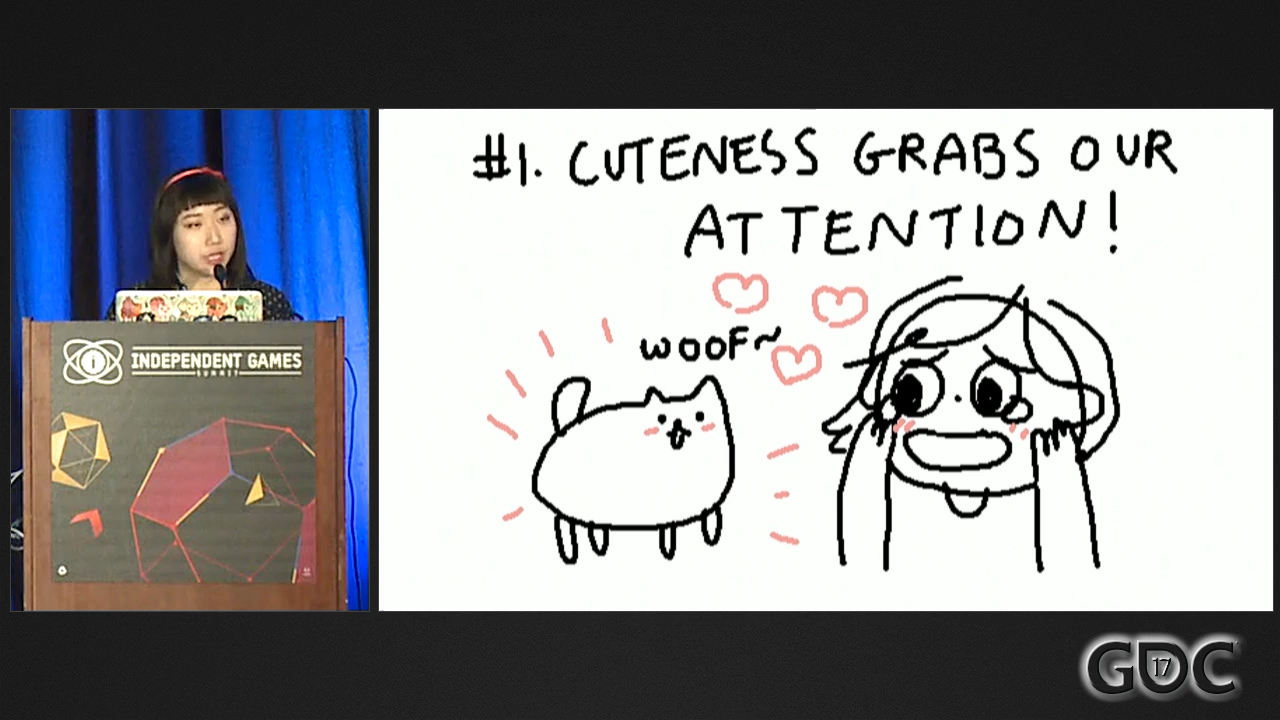 #1. CUTENESS GRABS OUR
ATTENTION!
WOOF~
INDEPENDENT GAMES
SUMMIT
GDC
17